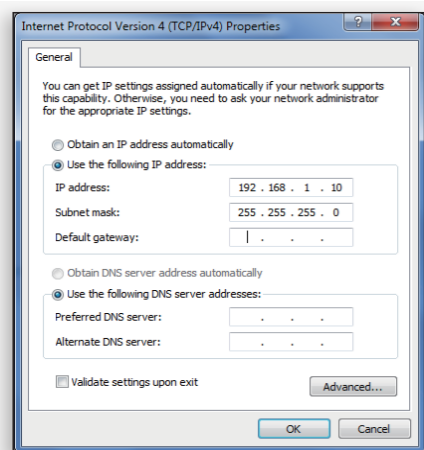 Internet Protocol Version 4 (TCP/IPv4) Properties
General
You can get IP settings assigned automatically if your network supports
this capability. Otherwise, you need to ask your network administrator
for the appropriate IP settings.
Obtain an IP address automatically
Use the following IP address:
IP address: 192 . 168 . 1 . 10
Subnet mask: 255 . 255 . 255 . 0
Default gateway: . . .
Obtain DNS server address automatically
Use the following DNS server addresses:
Preferred DNS server: . . .
Alternate DNS server: . . .
Validate settings upon exit
Advanced...
OK Cancel